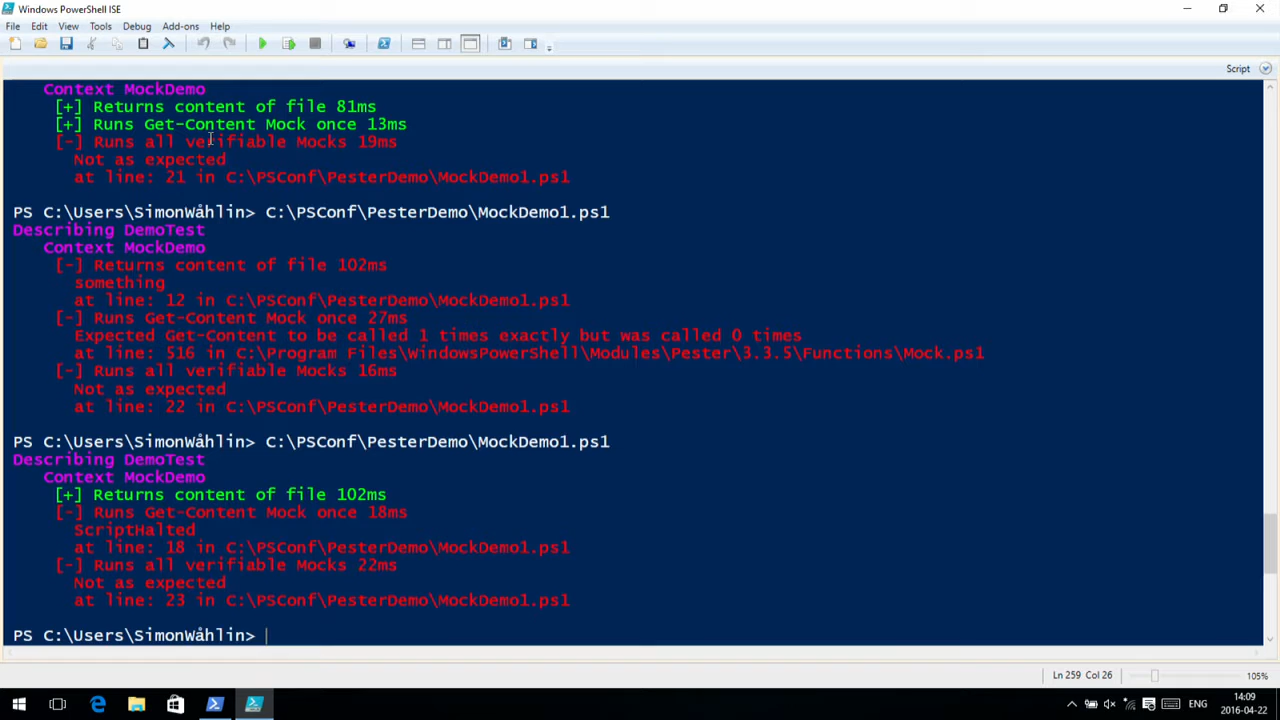 Windows PowerShell ISE
File Edit View Tools Debug Add-ons Help
Script
Context MockDemo
[+] Returns content of file 81ms
[+] Runs Get-Content Mock once 13ms
[-] Runs all verifiable Mocks 19ms
Not as expected
at line: 21 in C:\PSConf\PesterDemo\MockDemo1.ps1
PS C:\Users\SimonWåhlin> C:\PSConf\PesterDemo\MockDemo1.ps1
Describing DemoTest
Context MockDemo
[-] Returns content of file 102ms
something
at line: 12 in C:\PSConf\PesterDemo\MockDemo1.ps1
[-] Runs Get-Content Mock once 27ms
Expected Get-Content to be called 1 times exactly but was called 0 times
at line: 516 in C:\Program Files\WindowsPowerShell\Modules\Pester\3.3.5\Functions\Mock.ps1
[-] Runs all verifiable Mocks 16ms
Not as expected
at line: 22 in C:\PSConf\PesterDemo\MockDemo1.ps1
PS C:\Users\SimonWåhlin> C:\PSConf\PesterDemo\MockDemo1.ps1
Describing DemoTest
Context MockDemo
[+] Returns content of file 102ms
[-] Runs Get-Content Mock once 18ms
ScriptHalted
at line: 18 in C:\PSConf\PesterDemo\MockDemo1.ps1
[-] Runs all verifiable Mocks 22ms
Not as expected
at line: 23 in C:\PSConf\PesterDemo\MockDemo1.ps1
PS C:\Users\SimonWåhlin>
Ln 259 Col 26 105%
ENG
14:09
2016-04-22